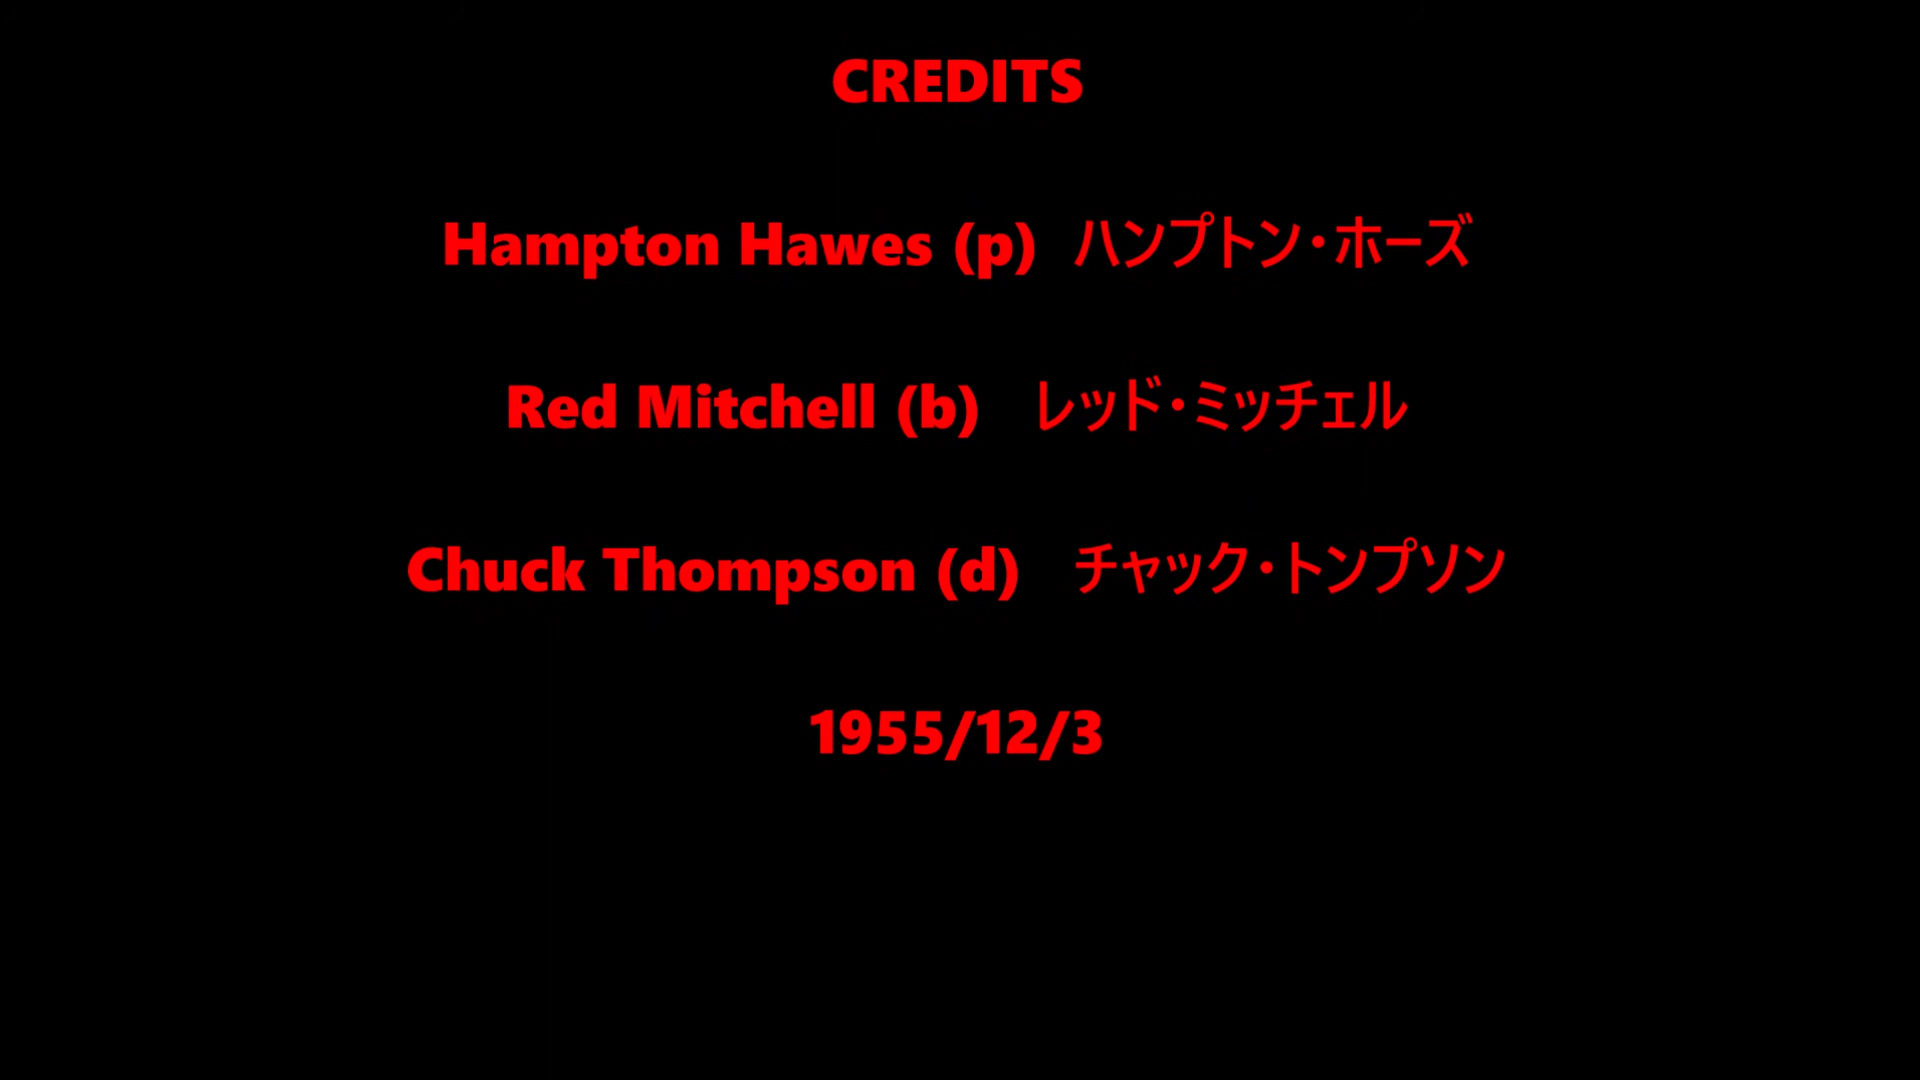 CREDITS
Hampton Hawes (p) ハンプトン・ホーズ
Red Mitchell (b) レッド・ミッチェル
Chuck Thompson (d) チャック・トンプソン
1955/12/3